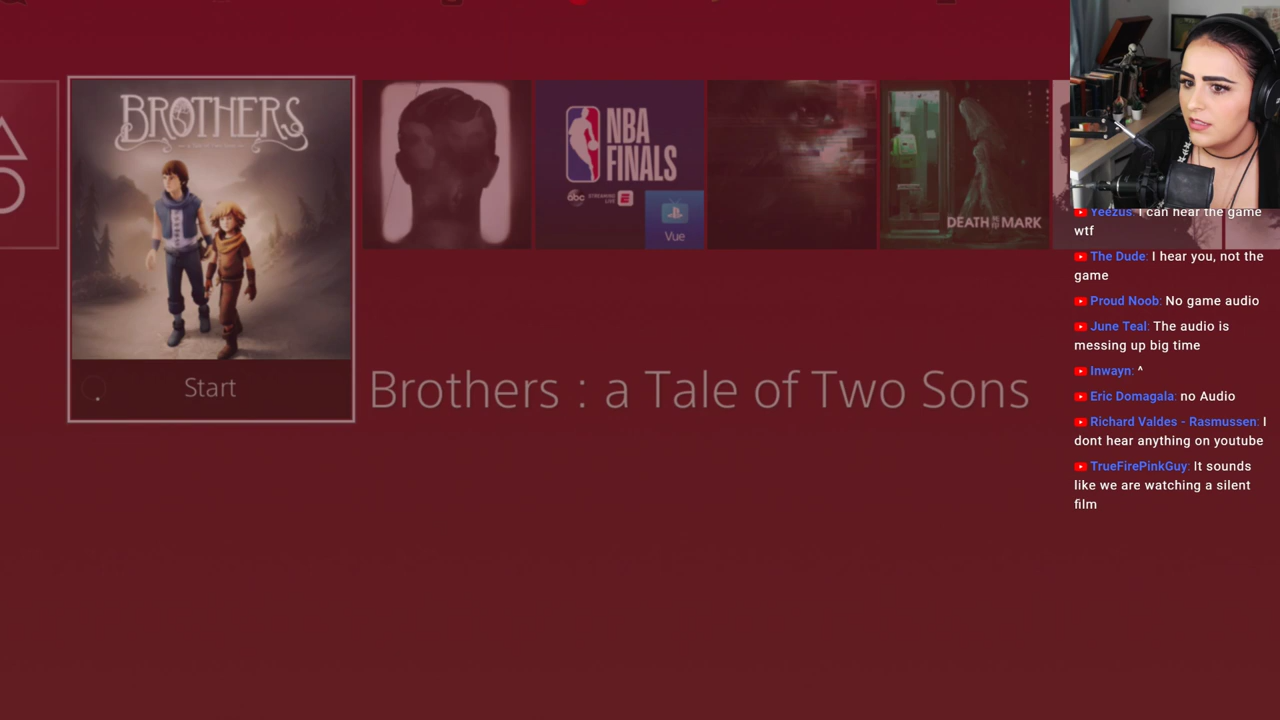 BROTHERS
Start
Brothers : a Tale of Two Sons
NBA
FINALS
abc STREAMING LIVE E
Vue
DEATH MARK
Yeezus: I can hear the game
wtf
The Dude: I hear you, not the
game
Proud Noob: No game audio
June Teal: The audio is
messing up big time
Inwayn: ^
Eric Domagala: no Audio
Richard Valdes - Rasmussen: I
dont hear anything on youtube
TrueFirePinkGuy: It sounds
like we are watching a silent
film